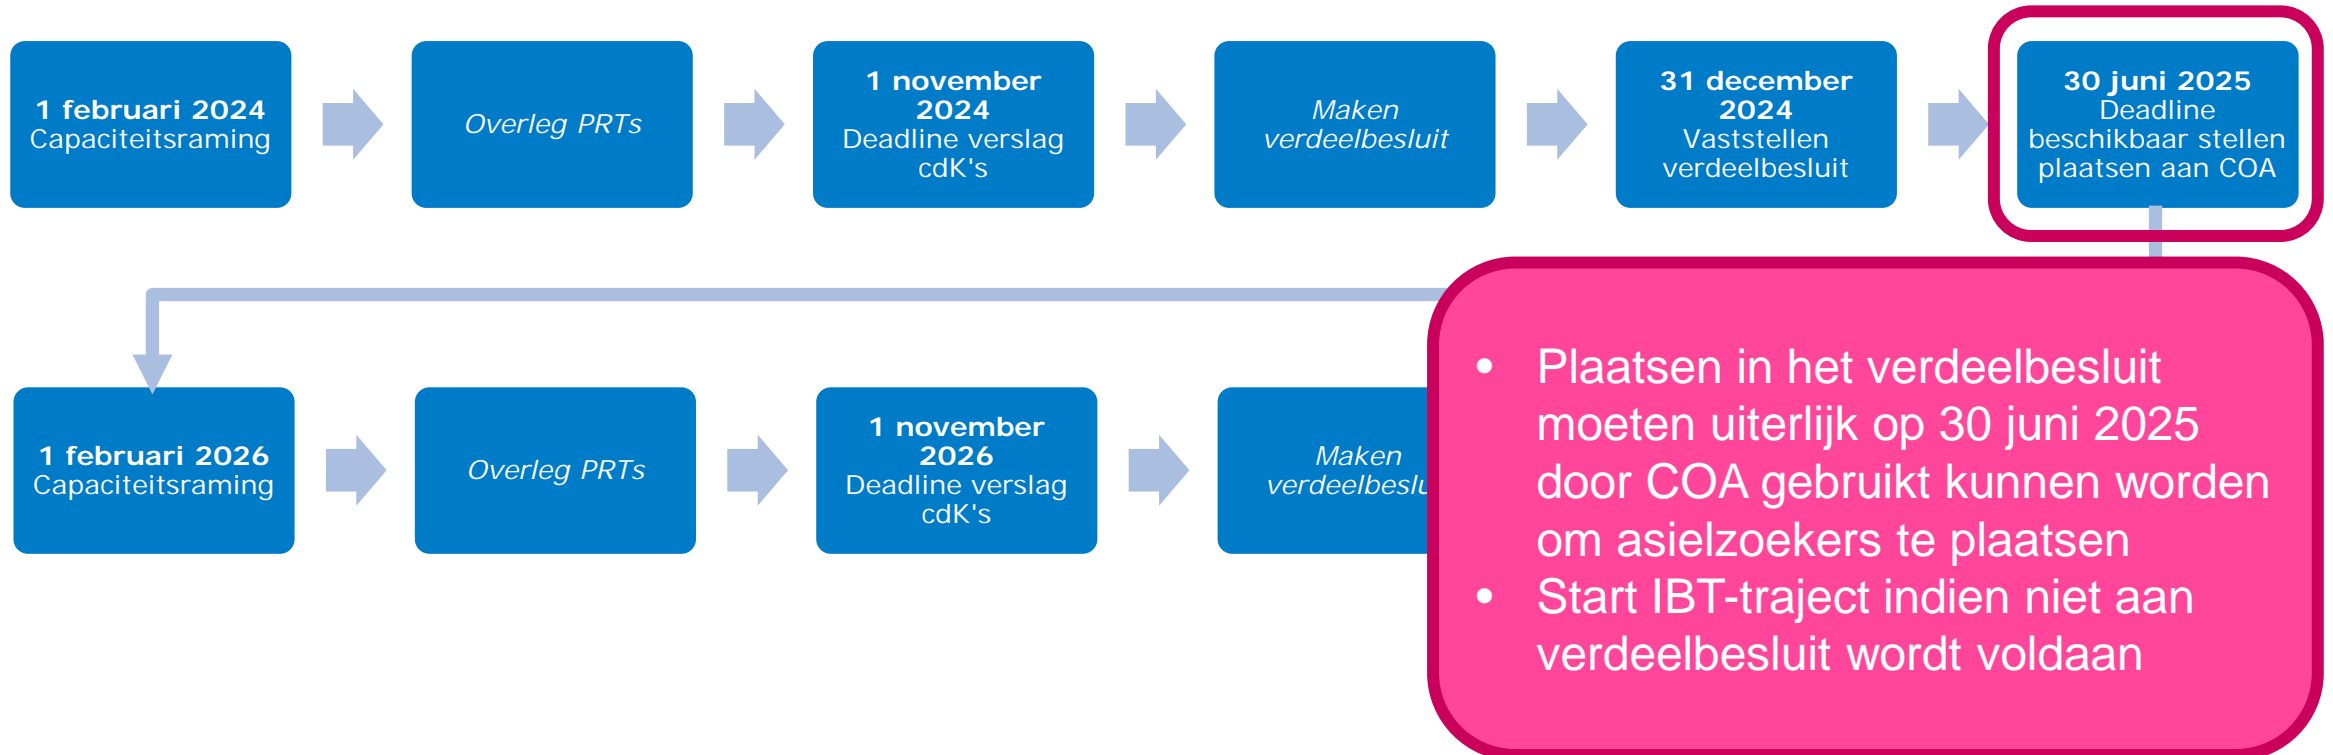 1 februari 2024
Capaciteitsraming
Overleg PRTs
1 november
2024
Deadline verslag
cdK's
Maken
verdeelbesluit
31 december
2024
Vaststellen
verdeelbesluit
30 juni 2025
Deadline
beschikbaar stellen
plaatsen aan COA
1 februari 2026
Capaciteitsraming
Overleg PRTs
1 november
2026
Deadline verslag
cdK's
Maken
• Plaatsen in het verdeelbesluit
moeten uiterlijk op 30 juni 2025
door COA gebruikt kunnen worden
om asielzoekers te plaatsen
• Start IBT-traject indien niet aan
verdeelbesluit wordt voldaan